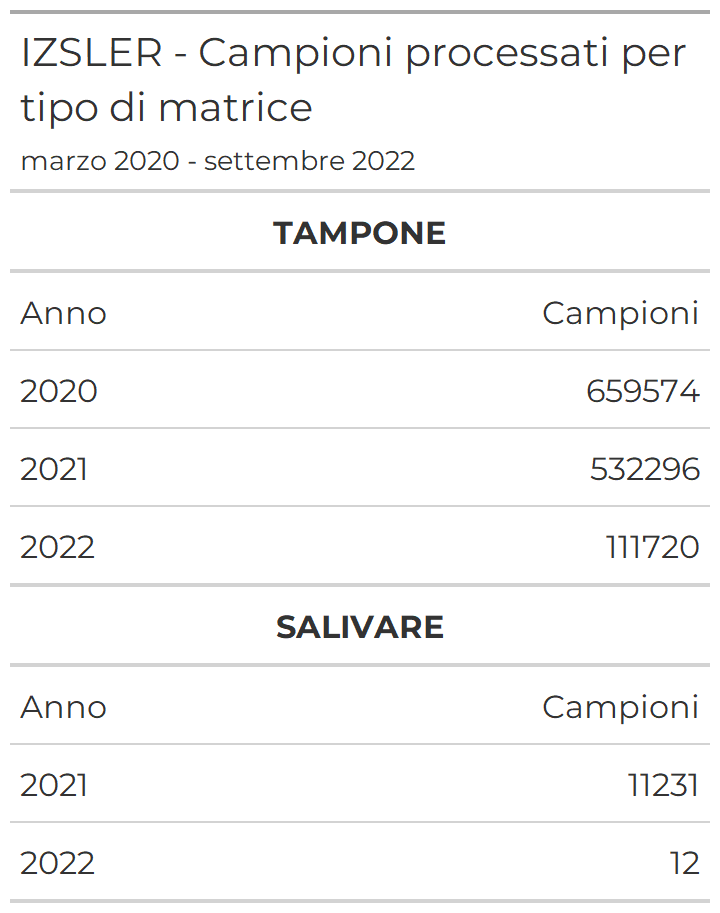 IZSLER - Campioni processati per
tipo di matrice
marzo 2020 - settembre 2022
TAMPONE
Anno Campioni
2020 659574
2021 532296
2022 111720
SALIVARE
Anno Campioni
2021 11231
2022 12